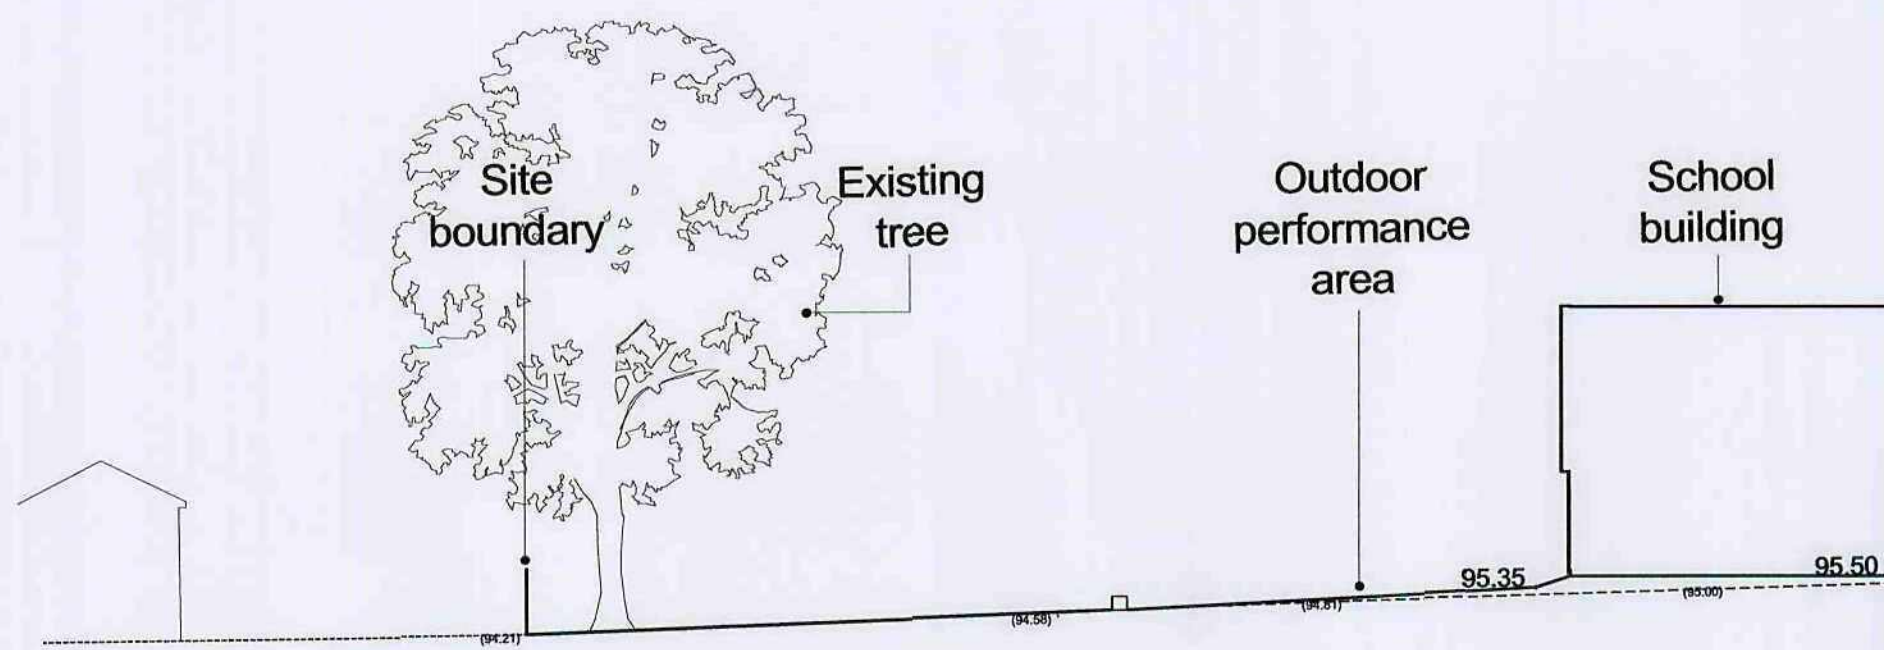 Site
boundary
Existing
tree
Outdoor
performance
area
School
building
95.35
95.50
(94.21)
(94.58)
(94.81)
(95.00)